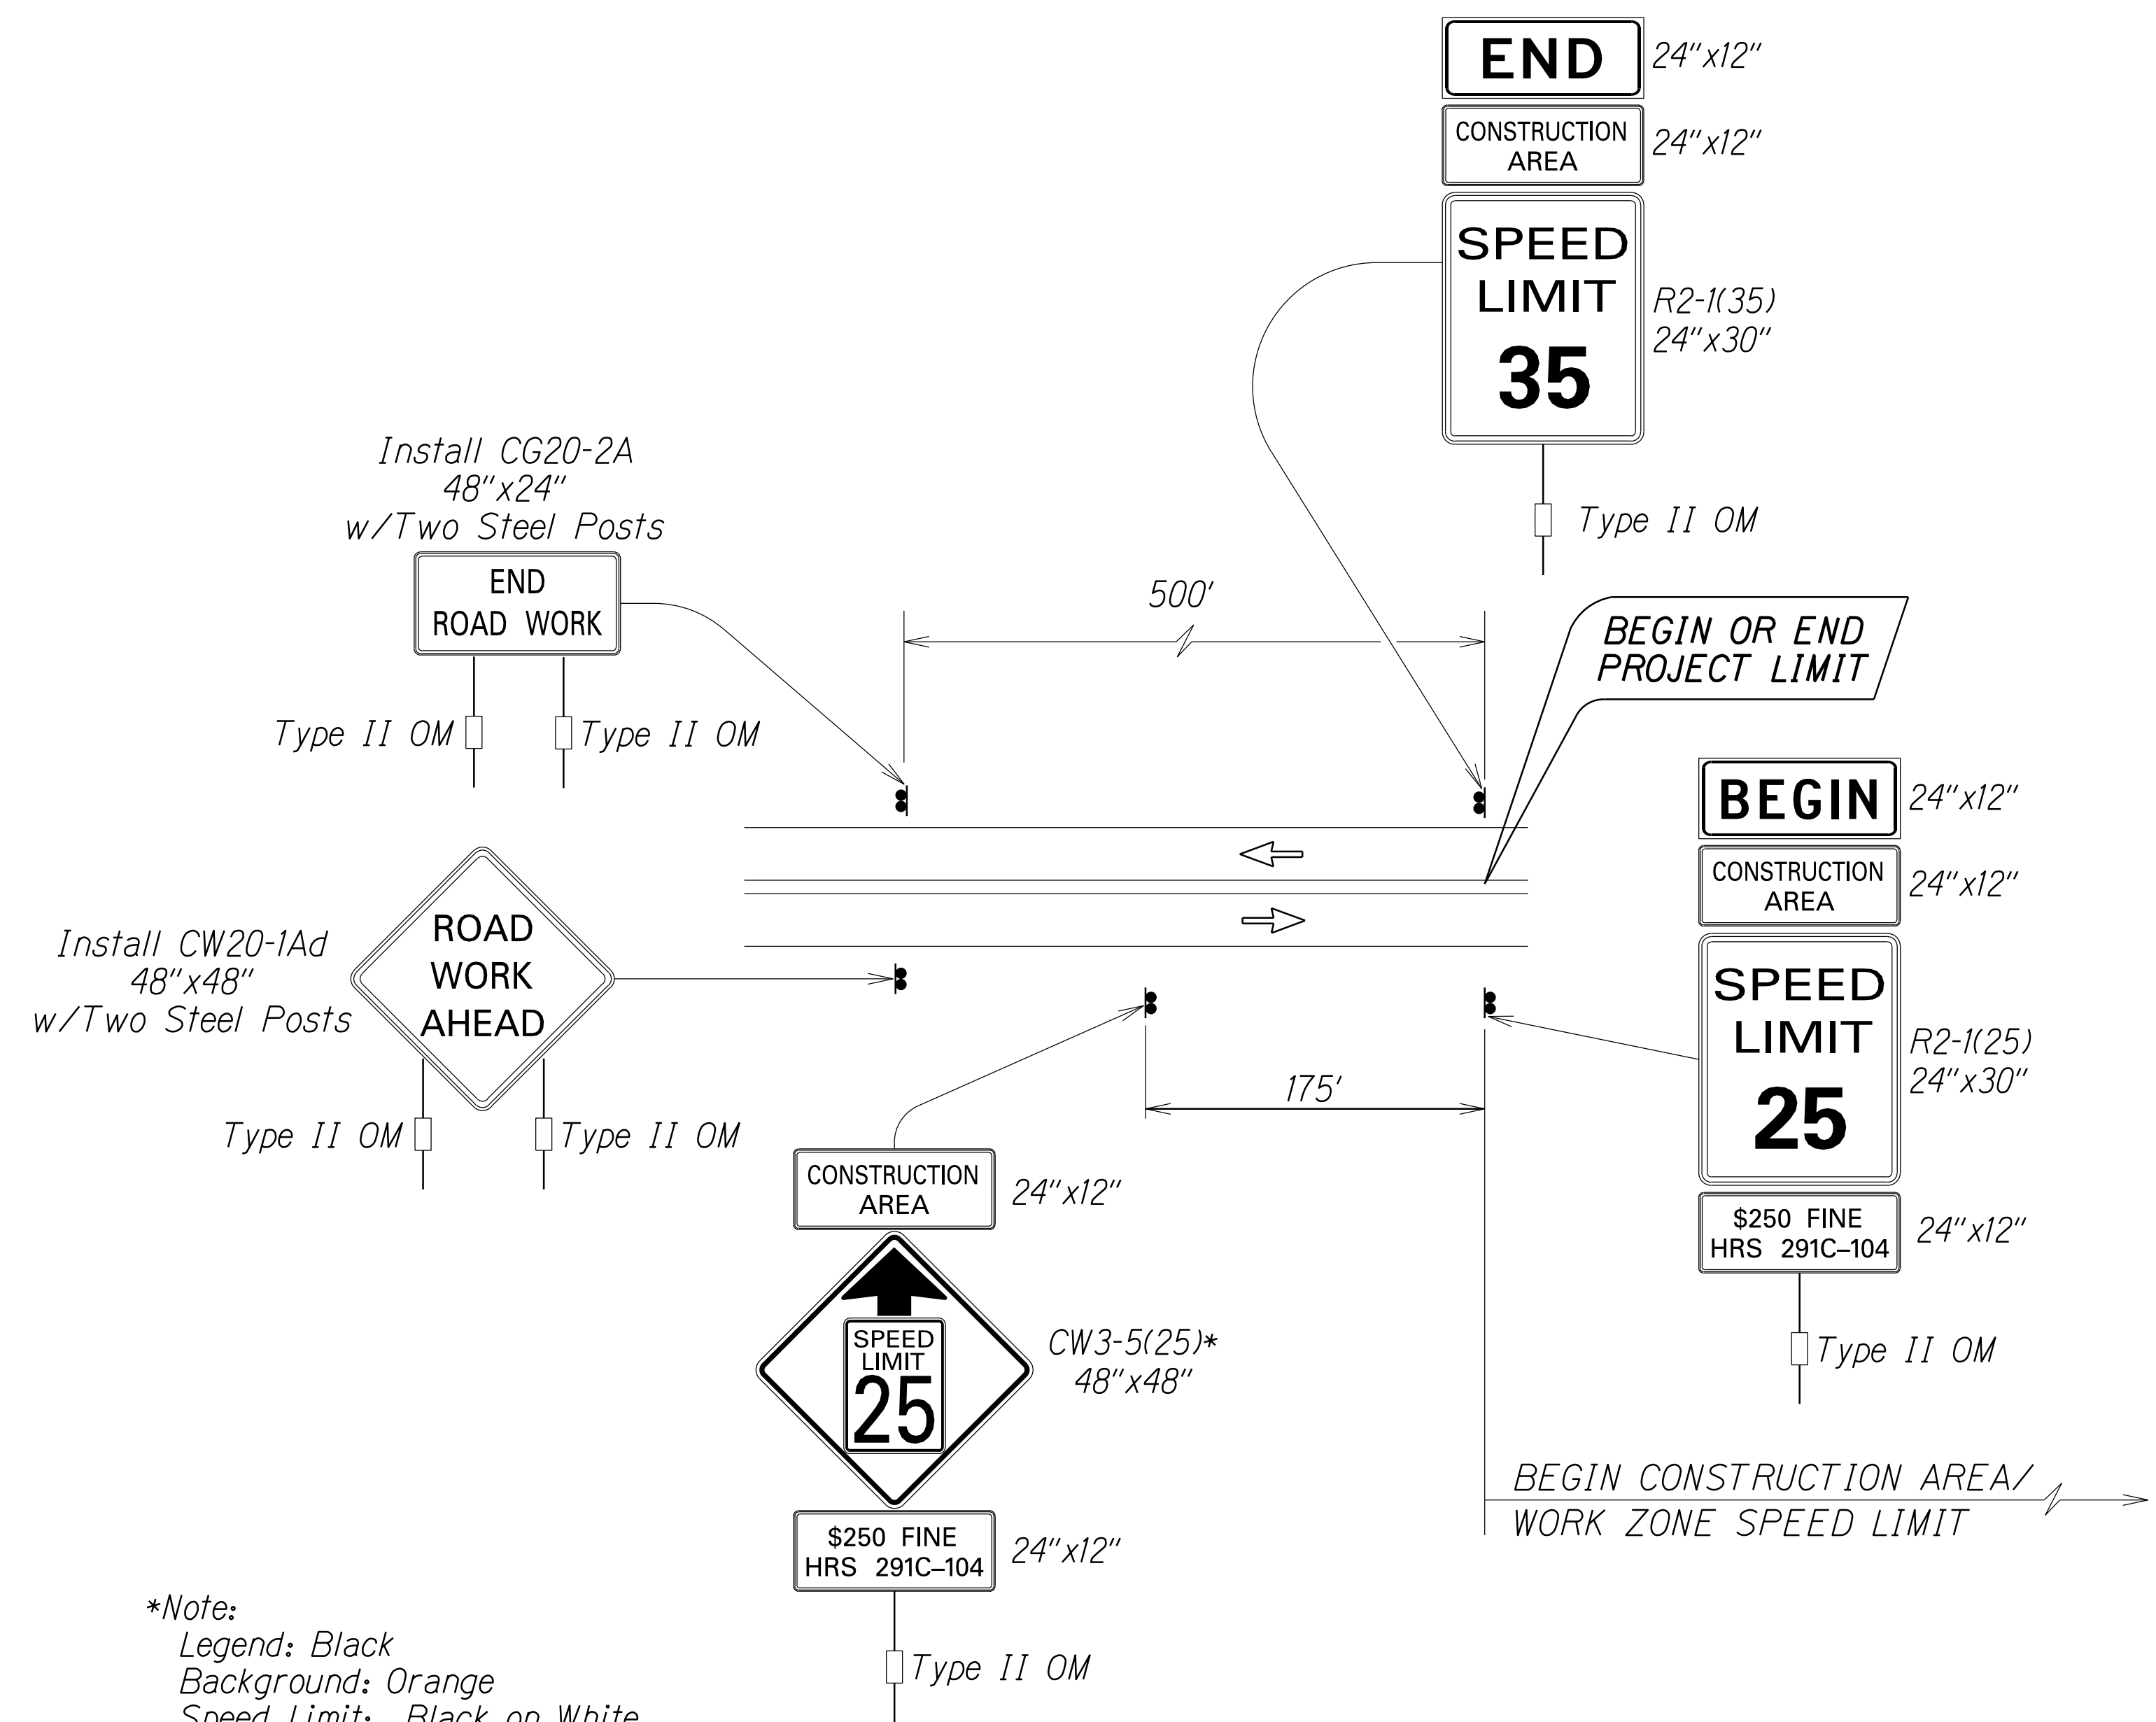 END
24"x12"
CONSTRUCTION
AREA
24"x12"
SPEED
LIMIT
35
R2-1(35)
24"x30"
Type II OM
Install CG20-2A
48"x24"
w/Two Steel Posts
END
ROAD WORK
Type II OM
Type II OM
500'
BEGIN OR END
PROJECT LIMIT
BEGIN
24"x12"
CONSTRUCTION
AREA
24"x12"
SPEED
LIMIT
25
R2-1(25)
24"x30"
$250 FINE
HRS 291C–104
24"x12"
Type II OM
Install CW20-1Ad
48"x48"
w/Two Steel Posts
ROAD
WORK
AHEAD
Type II OM
Type II OM
175'
CONSTRUCTION
AREA
24"x12"
SPEED
LIMIT
25
CW3-5(25)*
48"x48"
$250 FINE
HRS 291C–104
24"x12"
Type II OM
BEGIN CONSTRUCTION AREA/
WORK ZONE SPEED LIMIT
*Note:
Legend: Black
Background: Orange
Speed Limit: Black on White